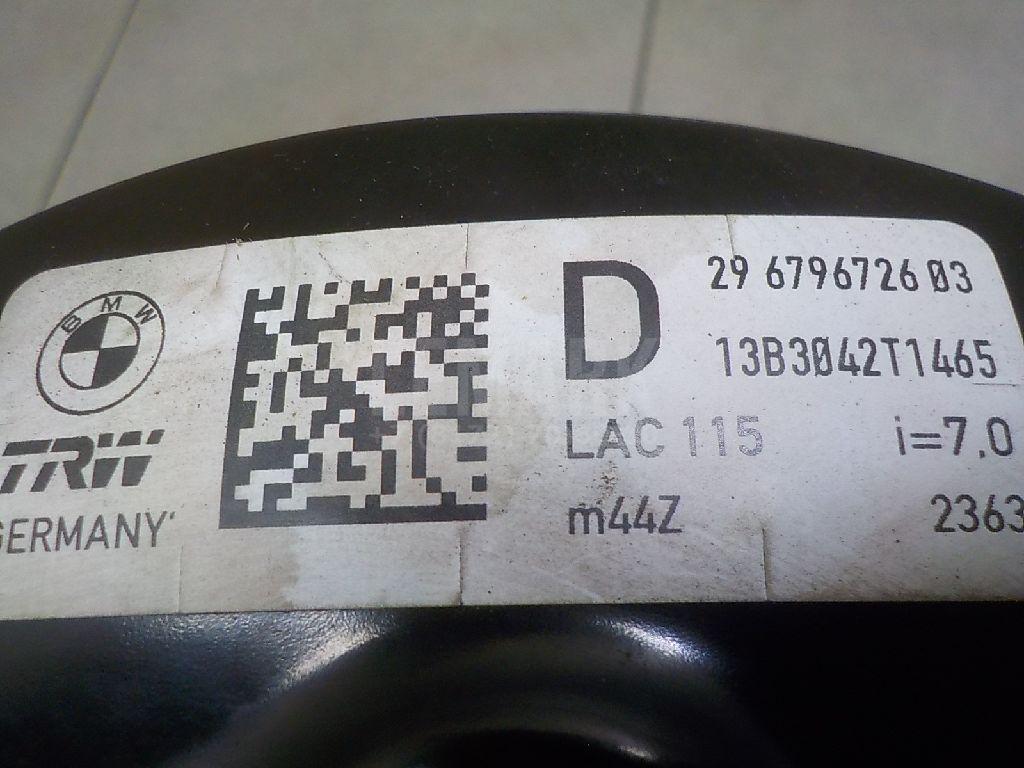 BMW
TRW
GERMANY
D
29 6796726 03
13B3042T1465
LAC 115 i=7,0
m44Z 2363